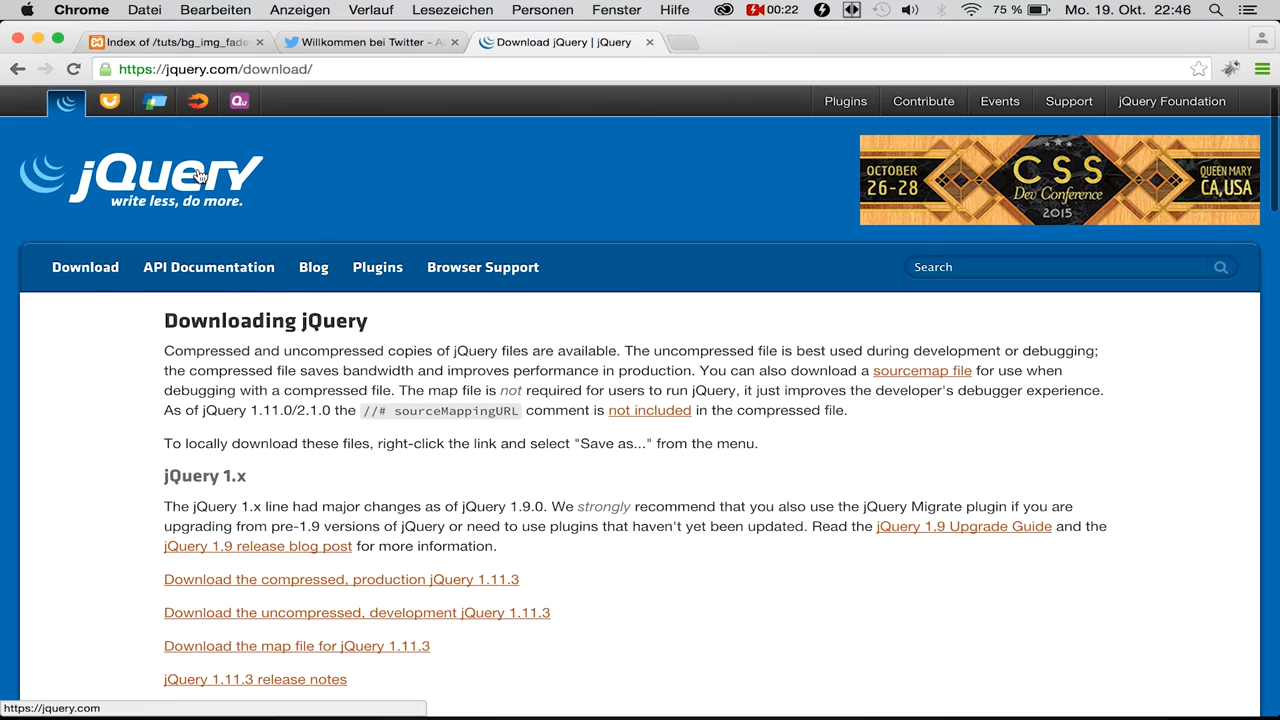 Chrome Datei Bearbeiten Anzeigen Verlauf Lesezeichen Personen Fenster Hilfe 00:22 75 % Mo. 19. Okt. 22:46
Index of /tuts/bg_img_fade Willkommen bei Twitter - A Download jQuery | jQuery
https://jquery.com/download/
Qu Plugins Contribute Events Support jQuery Foundation
jQuery
write less, do more.
OCTOBER
26-28
CSS
Dev Conference
2015
QUEEN MARY
CA, USA
Download API Documentation Blog Plugins Browser Support Search
Downloading jQuery
Compressed and uncompressed copies of jQuery files are available. The uncompressed file is best used during development or debugging;
the compressed file saves bandwidth and improves performance in production. You can also download a sourcemap file for use when
debugging with a compressed file. The map file is not required for users to run jQuery, it just improves the developer's debugger experience.
As of jQuery 1.11.0/2.1.0 the //# sourceMappingURL comment is not included in the compressed file.
To locally download these files, right-click the link and select "Save as..." from the menu.
jQuery 1.x
The jQuery 1.x line had major changes as of jQuery 1.9.0. We strongly recommend that you also use the jQuery Migrate plugin if you are
upgrading from pre-1.9 versions of jQuery or need to use plugins that haven't yet been updated. Read the jQuery 1.9 Upgrade Guide and the
jQuery 1.9 release blog post for more information.
Download the compressed, production jQuery 1.11.3
Download the uncompressed, development jQuery 1.11.3
Download the map file for jQuery 1.11.3
jQuery 1.11.3 release notes
https://jquery.com